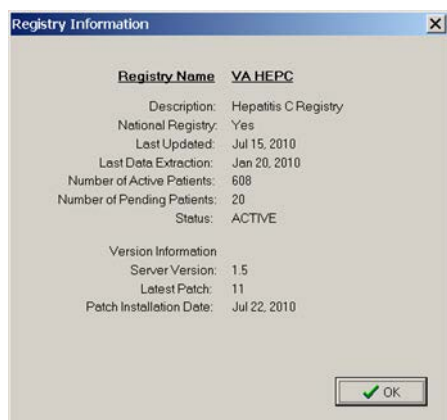 Registry Information
Registry Name VA HEPC
Description: Hepatitis C Registry
National Registry: Yes
Last Updated: Jul 15, 2010
Last Data Extraction: Jan 20, 2010
Number of Active Patients: 608
Number of Pending Patients: 20
Status: ACTIVE
Version Information
Server Version: 1.5
Latest Patch: 11
Patch Installation Date: Jul 22, 2010
OK